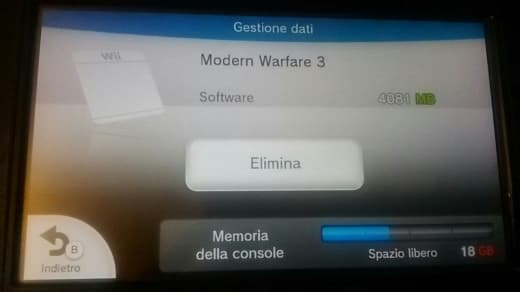 Gestione dati
Wii
Modern Warfare 3
Software 4081 MB
Elimina
Memoria
della console
Spazio libero 18 GB
B
Indietro